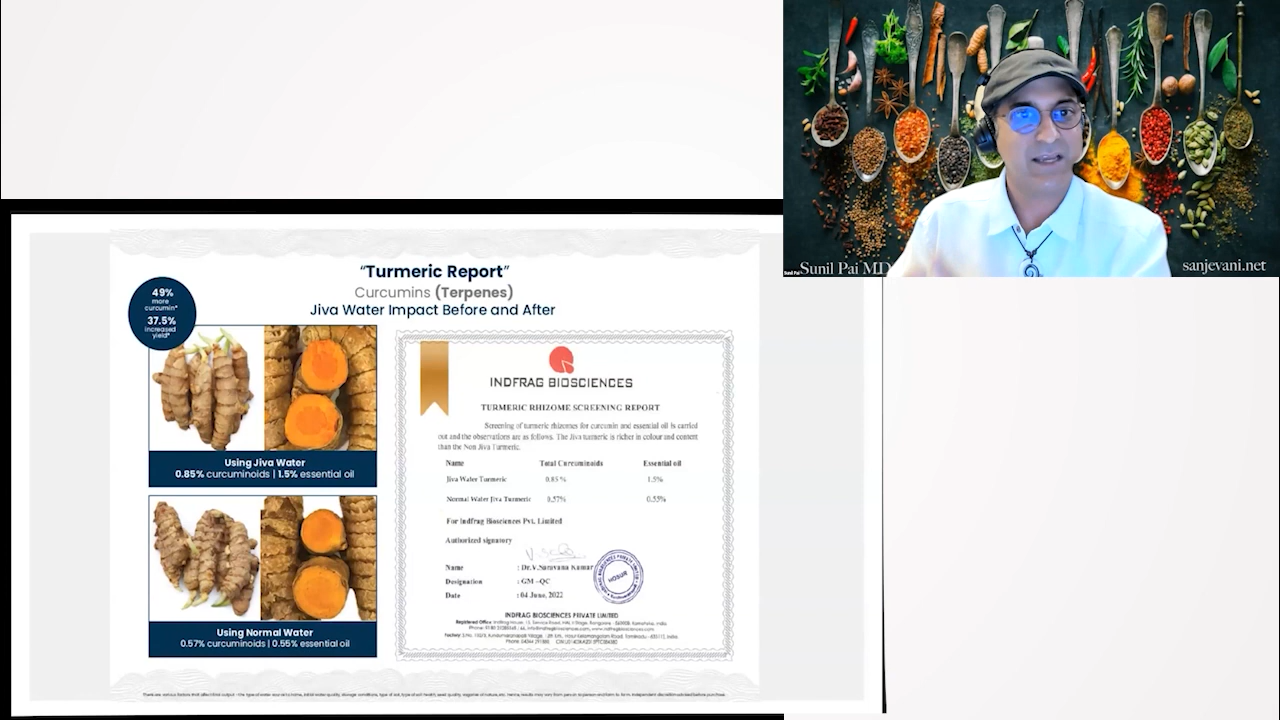 Sunil Pai MD
sanjevani.net
Sunil Pai
"Turmeric Report"
Curcumins (Terpenes)
Jiva Water Impact Before and After
49%
more
curcumin*
37.5%
increased
yield*
Using Jiva Water
0.85% curcuminoids | 1.5% essential oil
Using Normal Water
0.57% curcuminoids | 0.55% essential oil
INDFRAG BIOSCIENCES
TURMERIC RHIZOME SCREENING REPORT
Screening of turmeric rhizomes for curcumin and essential oil is carried
out and the observations are as follows. The Jiva turmeric is richer in colour and content
than the Non Jiva Turmeric.
Name Total Curcuminoids Essential oil
Jiva Water Turmeric 0.85 % 1.5%
Normal Water Jiva Turmeric 0.57% 0.55%
For Indfrag Biosciences Pvt. Limited
Authorized signatory
Name : Dr.V.Saravana Kumar
Designation : GM -QC
Date : 04 June, 2022
HOSUR
INDFRAG BIOSCIENCES PRIVATE LIMITED